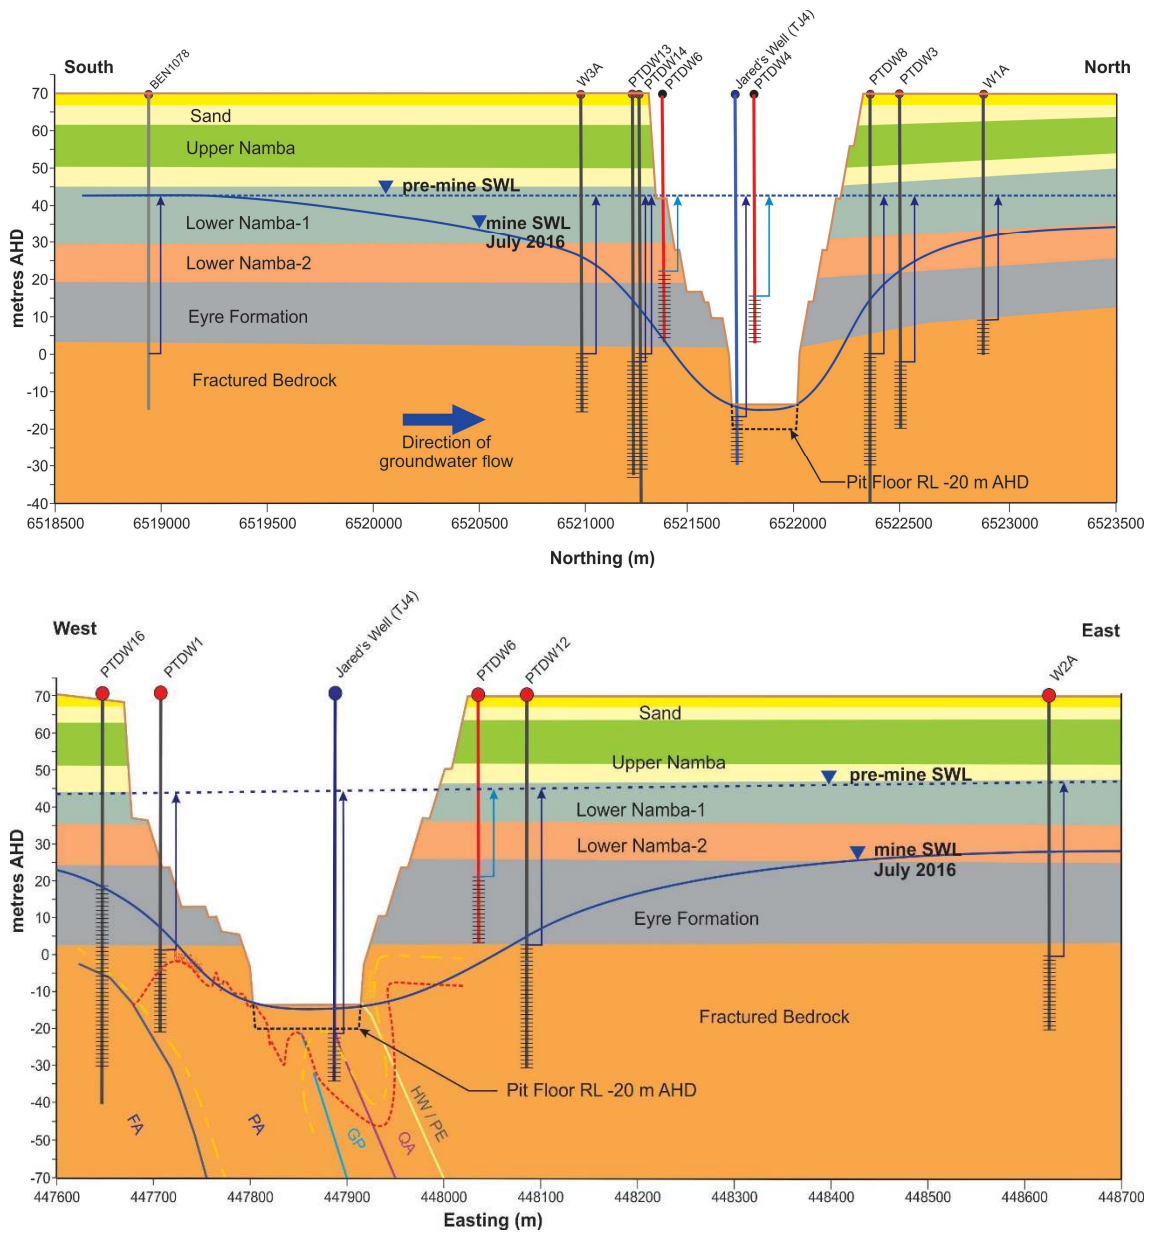 South
BEN1078
W3A
PTDW13
PTDW14
PTDW6
Jared's Well (TJ4)
PTDW4
PTDW8
PTDW3
W1A
North
metres AHD
70
60
50
40
30
20
10
0
-10
-20
-30
-40
Sand
Upper Namba
pre-mine SWL
Lower Namba-1
mine SWL
July 2016
Lower Namba-2
Eyre Formation
Fractured Bedrock
Direction of
groundwater flow
Pit Floor RL -20 m AHD
6518500
6519000
6519500
6520000
6520500
6521000
6521500
6522000
6522500
6523000
6523500
Northing (m)
West
PTDW16
PTDW1
Jared's Well (TJ4)
PTDW6
PTDW12
W2A
East
metres AHD
70
60
50
40
30
20
10
0
-10
-20
-30
-40
-50
-70
Sand
Upper Namba
pre-mine SWL
Lower Namba-1
Lower Namba-2
mine SWL
July 2016
Eyre Formation
Fractured Bedrock
Pit Floor RL -20 m AHD
FA
PA
GP
QA
HW / PE
447600
447700
447800
447900
448000
448100
448200
448300
448400
448500
448600
448700
Easting (m)